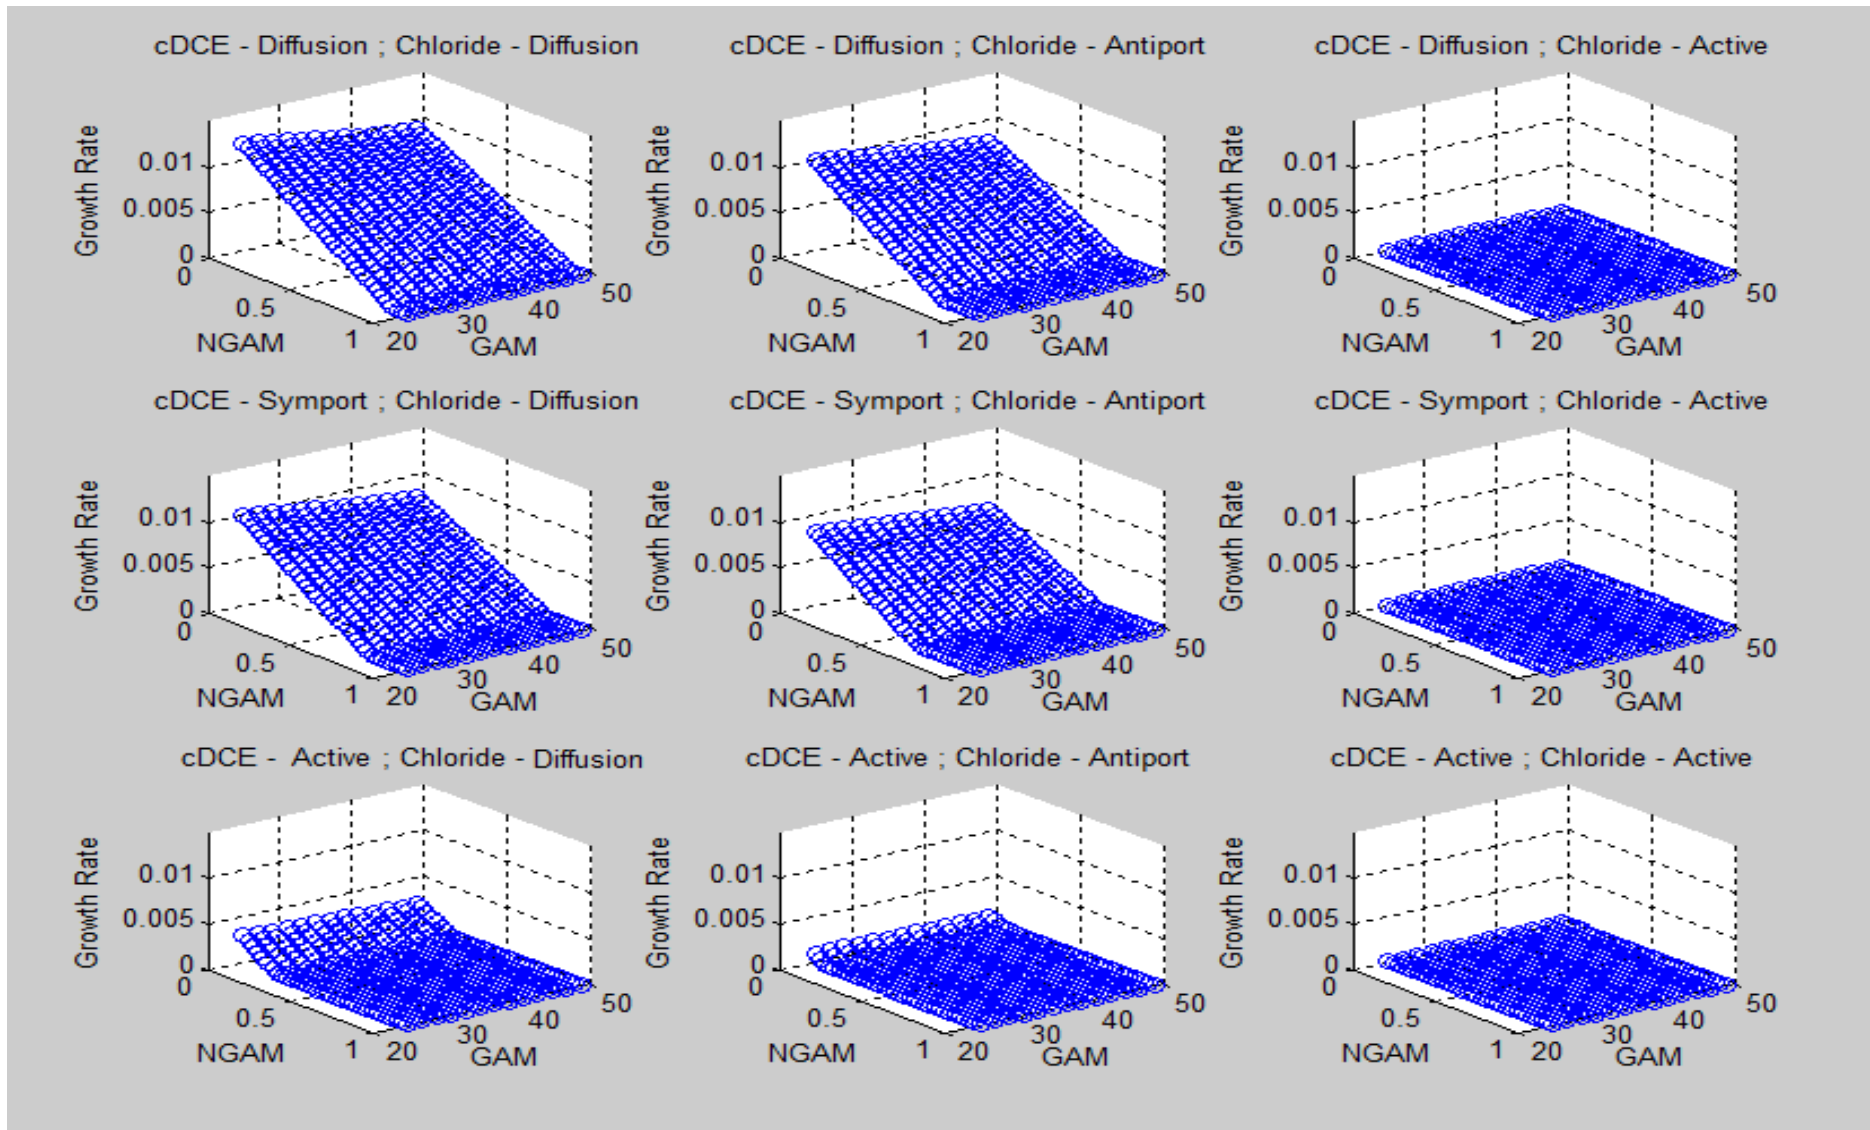 cDCE - Diffusion ; Chloride - Diffusion
Growth Rate
0.01
0.005
0
0
0.5
1
NGAM
20
30
40
50
GAM
cDCE - Diffusion ; Chloride - Antiport
Growth Rate
0.01
0.005
0
0
0.5
1
NGAM
20
30
40
50
GAM
cDCE - Diffusion ; Chloride - Active
Growth Rate
0.01
0.005
0
0
0.5
1
NGAM
20
30
40
50
GAM
cDCE - Symport ; Chloride - Diffusion
Growth Rate
0.01
0.005
0
0
0.5
1
NGAM
20
30
40
50
GAM
cDCE - Symport ; Chloride - Antiport
Growth Rate
0.01
0.005
0
0
0.5
1
NGAM
20
30
40
50
GAM
cDCE - Symport ; Chloride - Active
Growth Rate
0.01
0.005
0
0
0.5
1
NGAM
20
30
40
50
GAM
cDCE - Active ; Chloride - Diffusion
Growth Rate
0.01
0.005
0
0
0.5
1
NGAM
20
30
40
50
GAM
cDCE - Active ; Chloride - Antiport
Growth Rate
0.01
0.005
0
0
0.5
1
NGAM
20
30
40
50
GAM
cDCE - Active ; Chloride - Active
Growth Rate
0.01
0.005
0
0
0.5
1
NGAM
20
30
40
50
GAM